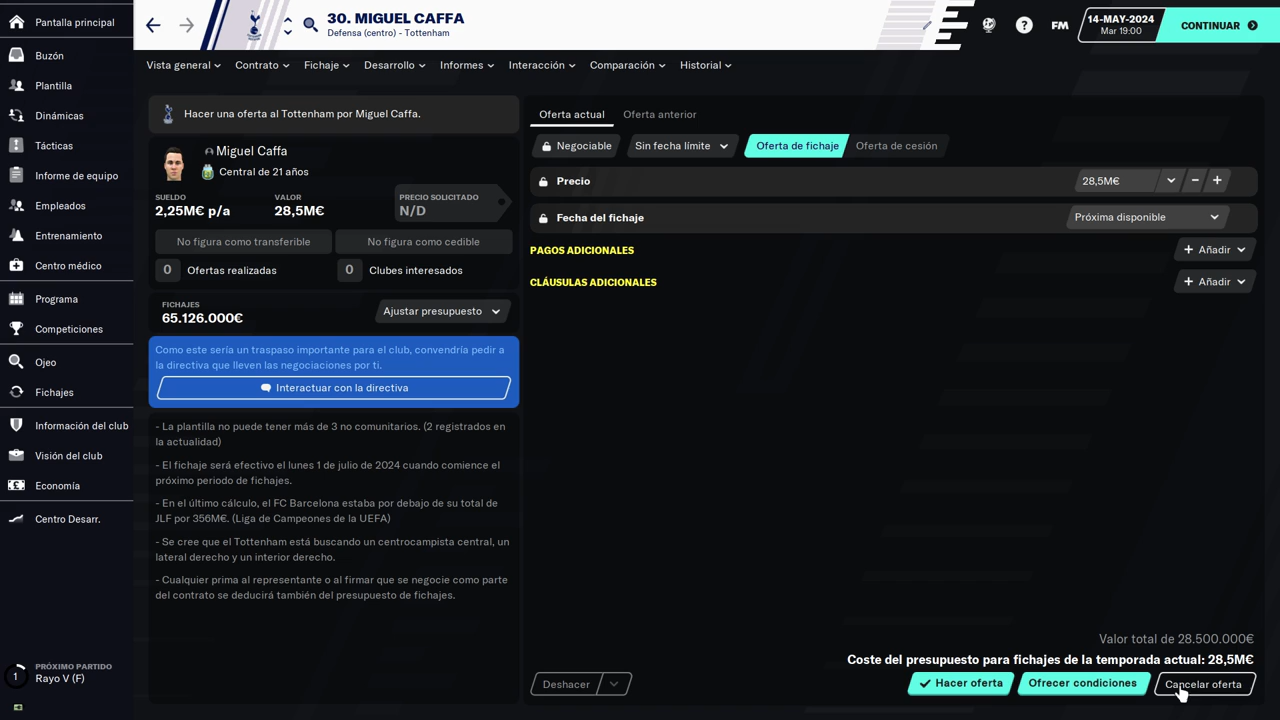 Pantalla principal
Buzón
Plantilla
Dinámicas
Tácticas
Informe de equipo
Empleados
Entrenamiento
Centro médico
Programa
Competiciones
Ojeo
Fichajes
Información del club
Visión del club
Economía
Centro Desarr.
1
PRÓXIMO PARTIDO
Rayo V (F)
30. MIGUEL CAFFA
Defensa (centro) - Tottenham
FM
14-MAY-2024
Mar 19:00
CONTINUAR
Vista general
Contrato
Fichaje
Desarrollo
Informes
Interacción
Comparación
Historial
Hacer una oferta al Tottenham por Miguel Caffa.
Miguel Caffa
Central de 21 años
SUELDO
2,25M€ p/a
VALOR
28,5M€
PRECIO SOLICITADO
N/D
No figura como transferible
No figura como cedible
0 Ofertas realizadas
0 Clubes interesados
FICHAJES
65.126.000€
Ajustar presupuesto
Como este sería un traspaso importante para el club, convendría pedir a
la directiva que lleven las negociaciones por ti.
Interactuar con la directiva
- La plantilla no puede tener más de 3 no comunitarios. (2 registrados en
la actualidad)
- El fichaje será efectivo el lunes 1 de julio de 2024 cuando comience el
próximo periodo de fichajes.
- En el último cálculo, el FC Barcelona estaba por debajo de su total de
JLF por 356M€. (Liga de Campeones de la UEFA)
- Se cree que el Tottenham está buscando un centrocampista central, un
lateral derecho y un interior derecho.
- Cualquier prima al representante o al firmar que se negocie como parte
del contrato se deducirá también del presupuesto de fichajes.
Oferta actual
Oferta anterior
Negociable
Sin fecha límite
Oferta de fichaje
Oferta de cesión
Precio
28,5M€
Fecha del fichaje
Próxima disponible
PAGOS ADICIONALES
+ Añadir
CLÁUSULAS ADICIONALES
+ Añadir
Valor total de 28.500.000€
Coste del presupuesto para fichajes de la temporada actual: 28,5M€
Deshacer
Hacer oferta
Ofrecer condiciones
Cancelar oferta